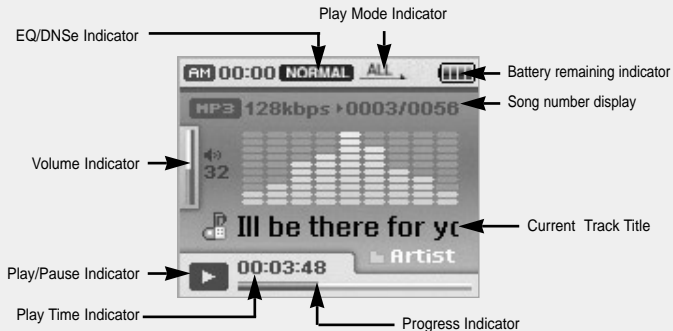 Play Mode Indicator
EQ/DNSe Indicator
AM 00:00 NORMAL ALL
Battery remaining indicator
MP3 128kbps 0003/0056
Song number display
Volume Indicator
32
Ill be there for yo
Current Track Title
Artist
Play/Pause Indicator
00:03:48
Play Time Indicator
Progress Indicator